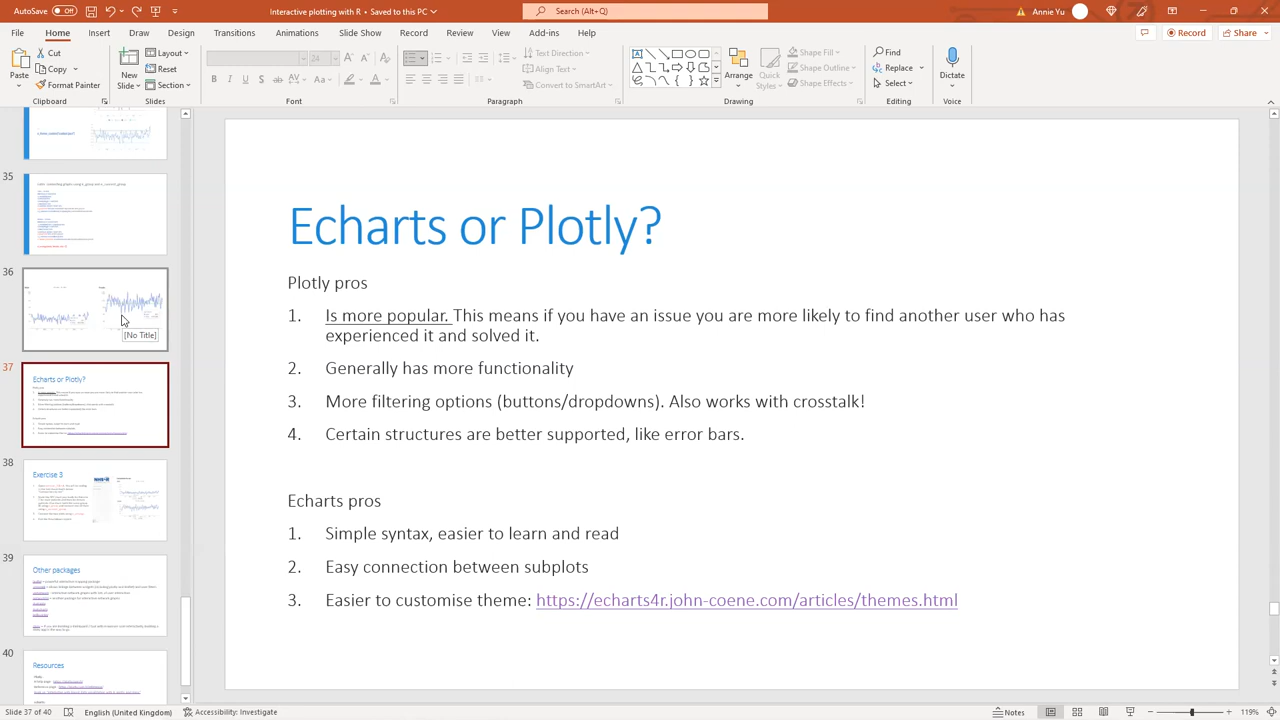 AutoSave Off
Interactive plotting with R • Saved to this PC
Search (Alt+Q)
Annie Yu
File Home Insert Draw Design Transitions Animations Slide Show Record Review View Add-ins Help
Record Share
Paste
Cut
Copy
Format Painter
New
Slide
Layout
Reset
Section
24
Text Direction
Align Text
Convert to SmartArt
Arrange
Quick
Styles
Shape Fill
Shape Outline
Shape Effects
Find
Replace
Select
Dictate
Clipboard Slides Font Paragraph Drawing Editing Voice
35
36
[No Title]
37
Echarts or Plotly?
38
Exercise 3
39
Other packages
40
Resources
Echarts or Plotly?
Plotly pros
1. Is more popular. This means if you have an issue you are more likely to find another user who has
experienced it and solved it.
2. Generally has more functionality
3. More filtering options (buttons/dropdowns). Also works with crosstalk!
4. Certain structures are better supported, like error bars.
Echarts pros
1. Simple syntax, easier to learn and read
2. Easy connection between subplots
3. Easier to customise theme: https://echarts4r.john-coene.com/articles/themes.html
Slide 37 of 40 English (United Kingdom) Accessibility: Investigate
Notes 119%